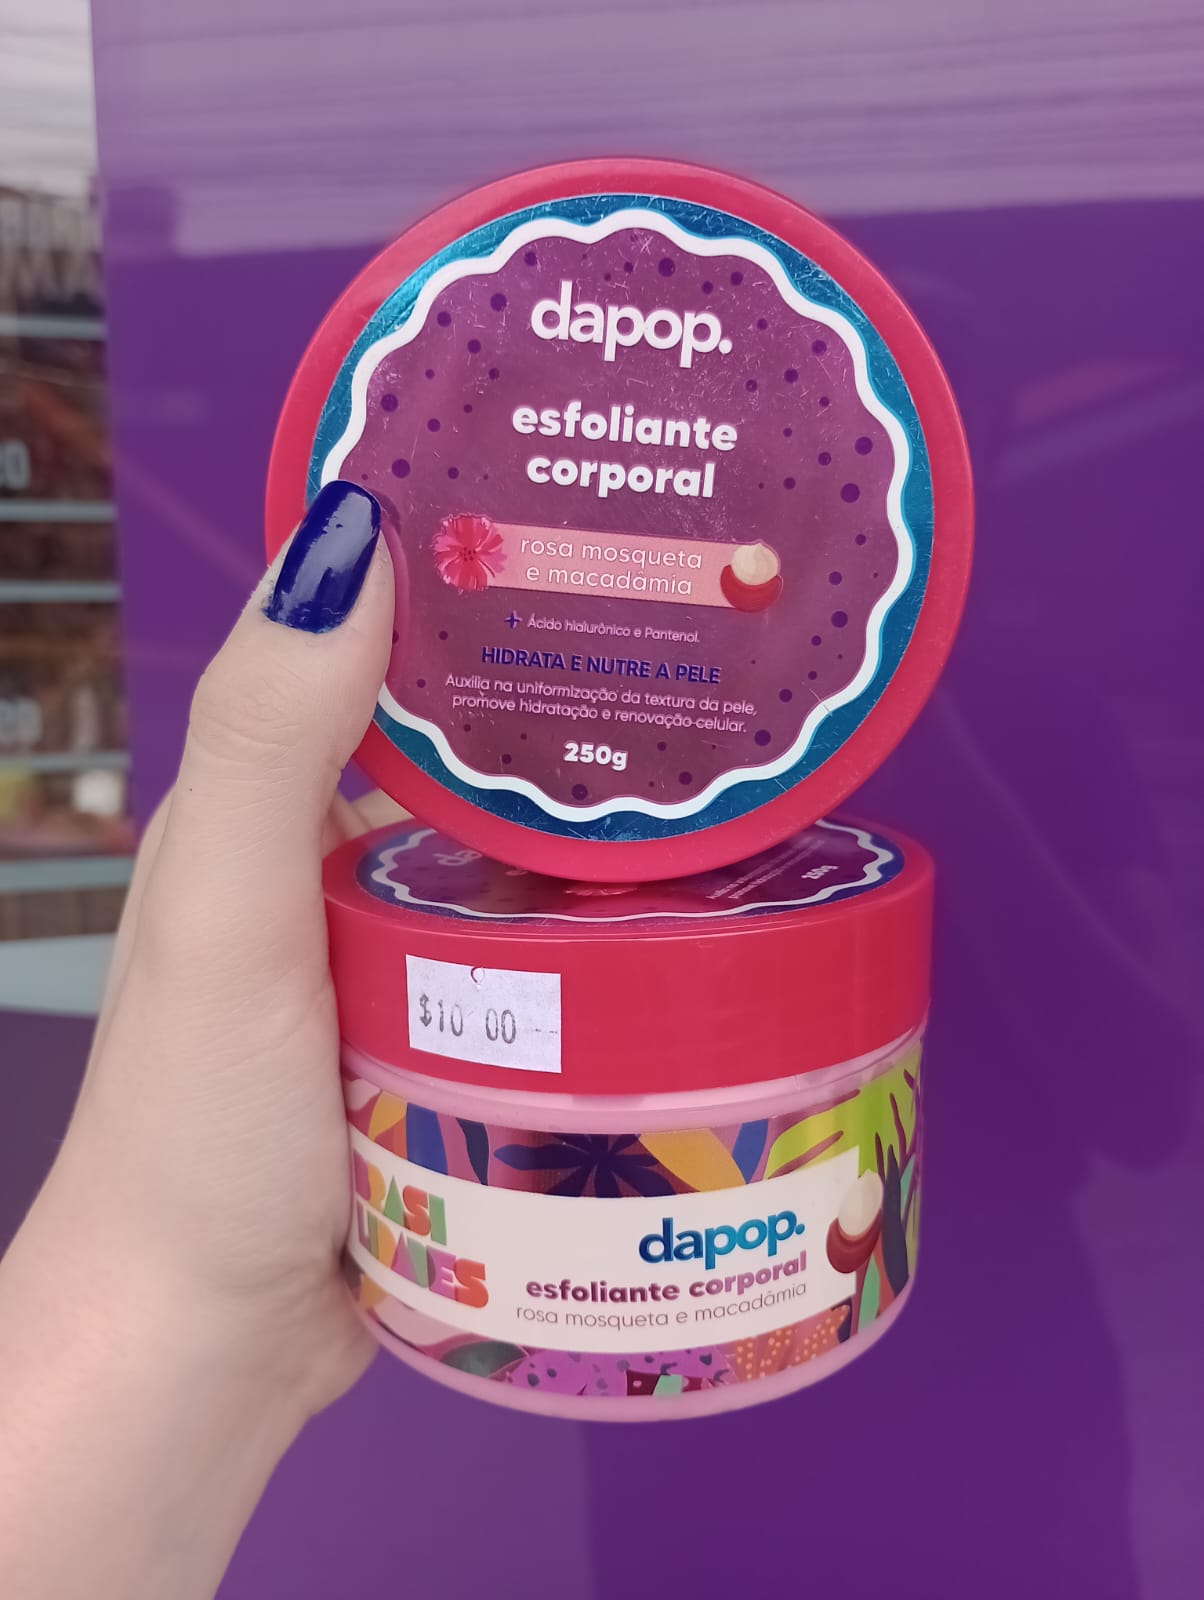 dapop.
esfoliante
corporal
rosa mosqueta
e macadâmia
+ Ácido hialurônico e Pantenol.
HIDRATA E NUTRE A PELE
Auxilia na uniformização da textura da pele,
promove hidratação e renovação celular.
250g
250g
$10 00
BRASI
LIDADES
dapop.
esfoliante corporal
rosa mosqueta e macadâmia